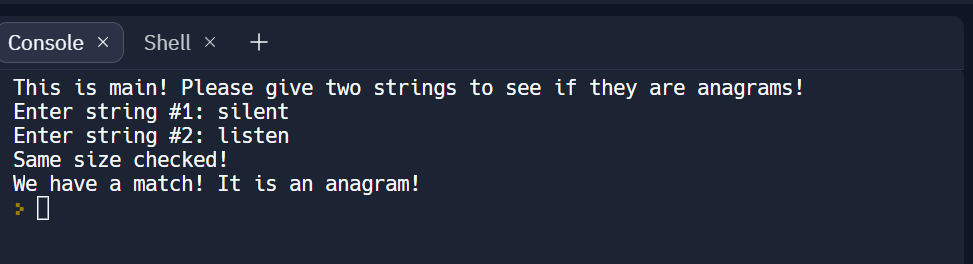 Console × Shell × +
This is main! Please give two strings to see if they are anagrams!
Enter string #1: silent
Enter string #2: listen
Same size checked!
We have a match! It is an anagram!
>